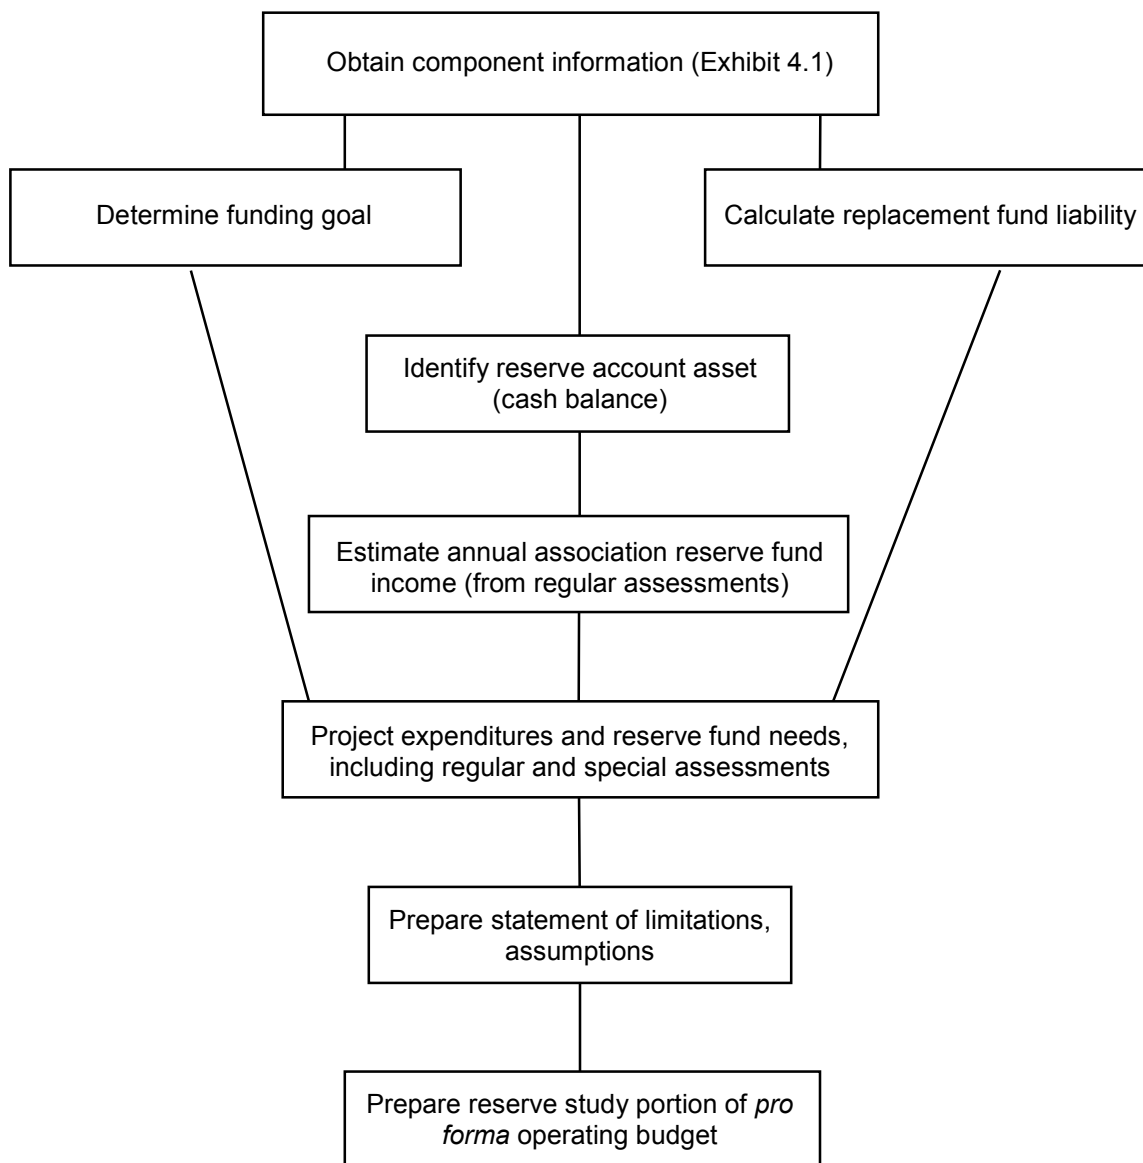 Obtain component information (Exhibit 4.1)
Determine funding goal
Calculate replacement fund liability
Identify reserve account asset
(cash balance)
Estimate annual association reserve fund
income (from regular assessments)
Project expenditures and reserve fund needs,
including regular and special assessments
Prepare statement of limitations,
assumptions
Prepare reserve study portion of pro
forma operating budget